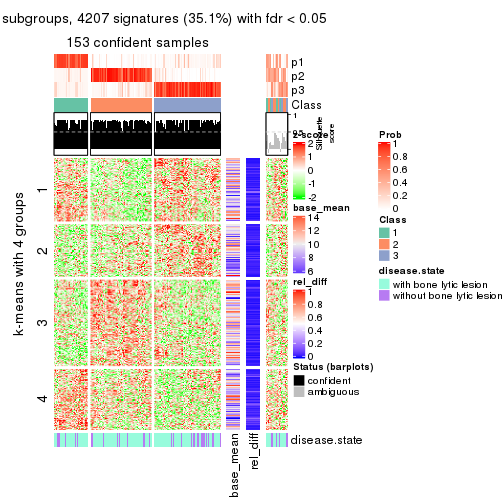 subgroups, 4207 signatures (35.1%) with fdr < 0.05
153 confident samples
p1
p2
p3
Class
1
0.5
Silhouette
score
k-means with 4 groups
1
2
3
4
base_mean
rel_diff
disease.state
z-score
2
1
0
-1
-2
base_mean
14
12
10
8
6
rel_diff
1
0.8
0.6
0.4
0.2
0
Status (barplots)
confident
ambiguous
Prob
1
0.8
0.6
0.4
0.2
0
Class
1
2
3
disease.state
with bone lytic lesion
without bone lytic lesion